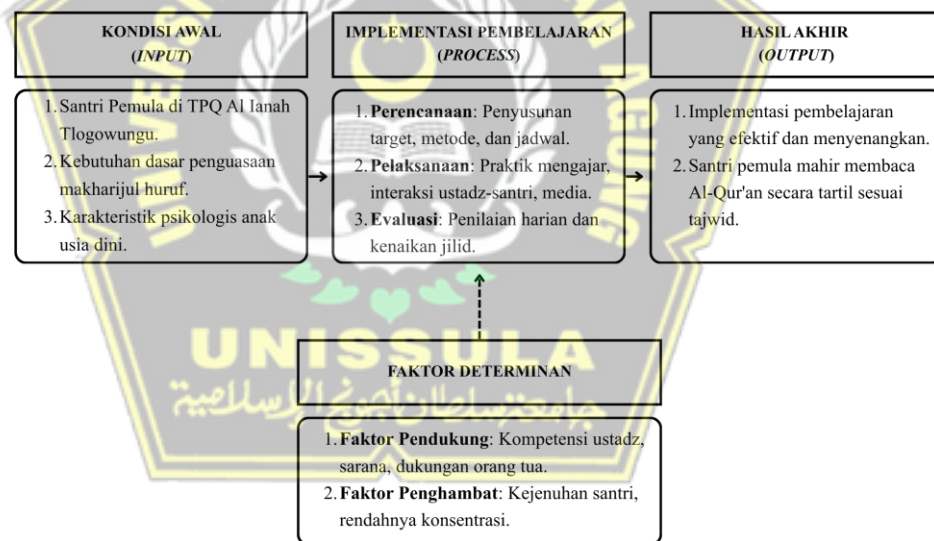 KONDISI AWAL
(INPUT)
1. Santri Pemula di TPQ Al Ianah
Tlogowungu.
2. Kebutuhan dasar penguasaan
makharijul huruf.
3. Karakteristik psikologis anak
usia dini.
IMPLEMENTASI PEMBELAJARAN
(PROCESS)
1. Perencanaan: Penyusunan
target, metode, dan jadwal.
2. Pelaksanaan: Praktik mengajar,
interaksi ustadz-santri, media.
3. Evaluasi: Penilaian harian dan
kenaikan jilid.
HASIL AKHIR
(OUTPUT)
1. Implementasi pembelajaran
yang efektif dan menyenangkan.
2. Santri pemula mahir membaca
Al-Qur'an secara tartil sesuai
tajwid.
FAKTOR DETERMINAN
1. Faktor Pendukung: Kompetensi ustadz,
sarana, dukungan orang tua.
2. Faktor Penghambat: Kejenuhan santri,
rendahnya konsentrasi.
UNISSULA
جامعتسلطان أجونج الإسلامية